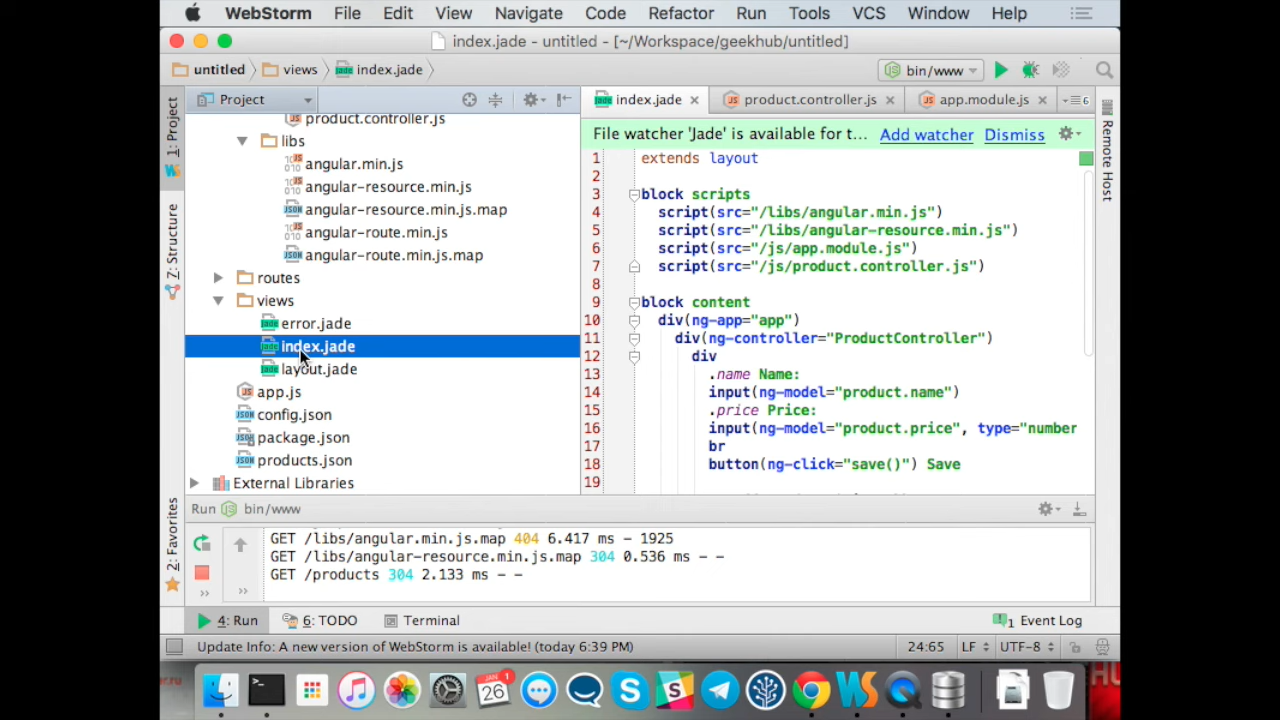 WebStorm File Edit View Navigate Code Refactor Run Tools VCS Window Help
index.jade - untitled - [~/Workspace/geekhub/untitled]
untitled views index.jade bin/www
Project index.jade product.controller.js app.module.js 6
1: Project
Z: Structure
2: Favorites
product.controller.js
libs
angular.min.js
angular-resource.min.js
angular-resource.min.js.map
angular-route.min.js
angular-route.min.js.map
routes
views
error.jade
index.jade
layout.jade
app.js
config.json
package.json
products.json
External Libraries
File watcher 'Jade' is available for t... Add watcher Dismiss
1 extends layout
2
3 block scripts
4 script(src="/libs/angular.min.js")
5 script(src="/libs/angular-resource.min.js")
6 script(src="/js/app.module.js")
7 script(src="/js/product.controller.js")
8
9 block content
10 div(ng-app="app")
11 div(ng-controller="ProductController")
12 div
13 .name Name:
14 input(ng-model="product.name")
15 .price Price:
16 input(ng-model="product.price", type="number
17 br
18 button(ng-click="save()") Save
19
Remote Host
Run bin/www
GET /libs/angular.min.js.map 404 6.417 ms - 1925
GET /libs/angular-resource.min.js.map 304 0.536 ms - -
GET /products 304 2.133 ms - -
4: Run 6: TODO Terminal 1 Event Log
Update Info: A new version of WebStorm is available! (today 6:39 PM) 24:65 LF UTF-8
JAN 1
26
WS